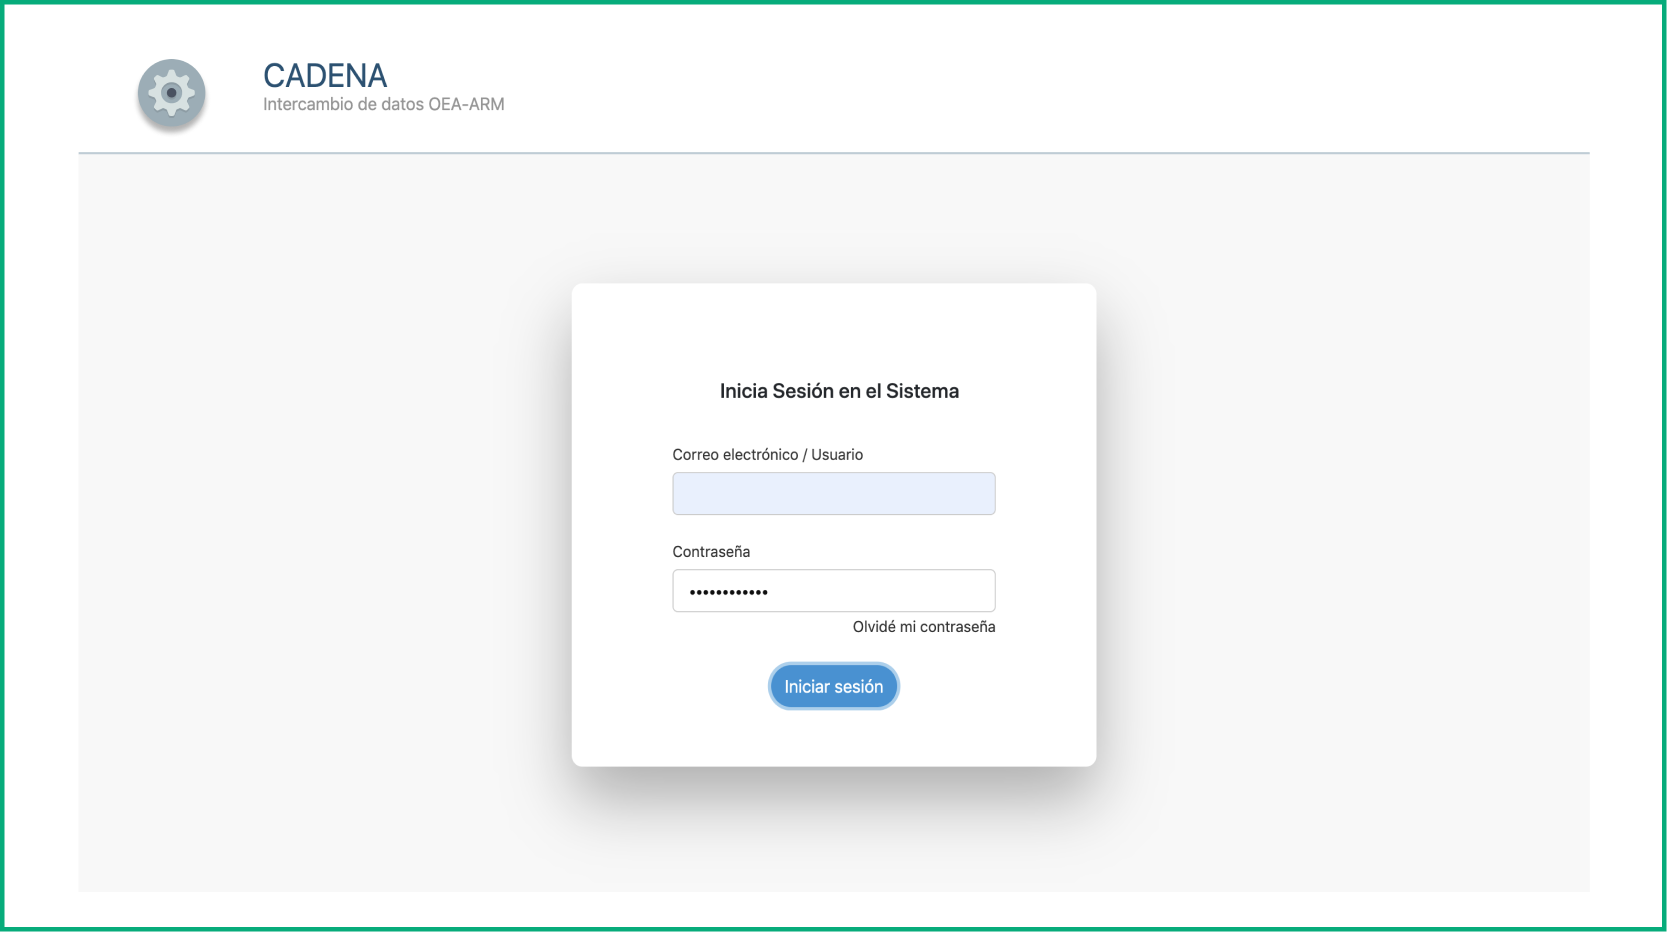 CADENA
Intercambio de datos OEA-ARM
Inicia Sesión en el Sistema
Correo electrónico / Usuario
Contraseña
••••••••••••
Olvidé mi contraseña
Iniciar sesión